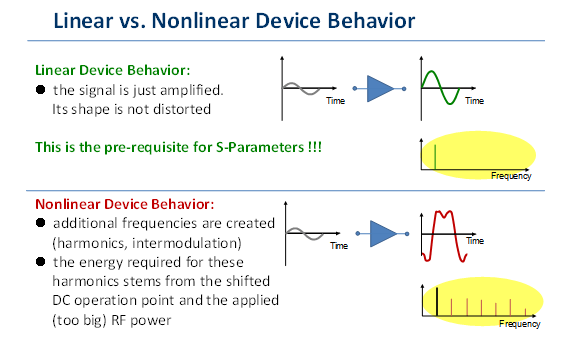 Linear vs. Nonlinear Device Behavior
Linear Device Behavior:
● the signal is just amplified.
Its shape is not distorted
Time
Time
This is the pre-requisite for S-Parameters !!!
Frequency
Nonlinear Device Behavior:
● additional frequencies are created
(harmonics, intermodulation)
● the energy required for these
harmonics stems from the shifted
DC operation point and the applied
(too big) RF power
Time
Time
Frequency